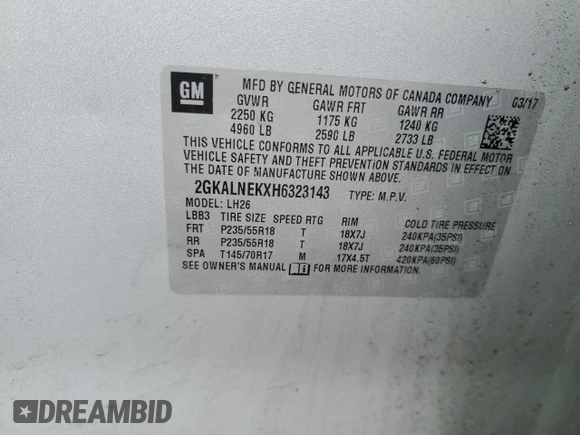 GM
MFD BY GENERAL MOTORS OF CANADA COMPANY 03/17
GVWR GAWR FRT GAWR RR
2250 KG 1175 KG 1240 KG
4960 LB 2590 LB 2733 LB
THIS VEHICLE CONFORMS TO ALL APPLICABLE U.S. FEDERAL MOTOR
VEHICLE SAFETY AND THEFT PREVENTION STANDARDS IN EFFECT ON
THE DATE OF MANUFACTURE SHOWN ABOVE.
2GKALNEKXH6323143 TYPE: M.P.V.
MODEL: LH26
LBB3 TIRE SIZE SPEED RTG RIM COLD TIRE PRESSURE
FRT P235/55R18 T 18X7J 240KPA(35PSI)
RR P235/55R18 T 18X7J 240KPA(35PSI)
SPA T145/70R17 M 17X4.5T 420KPA(60PSI)
SEE OWNER'S MANUAL FOR MORE INFORMATION
DREAMBID